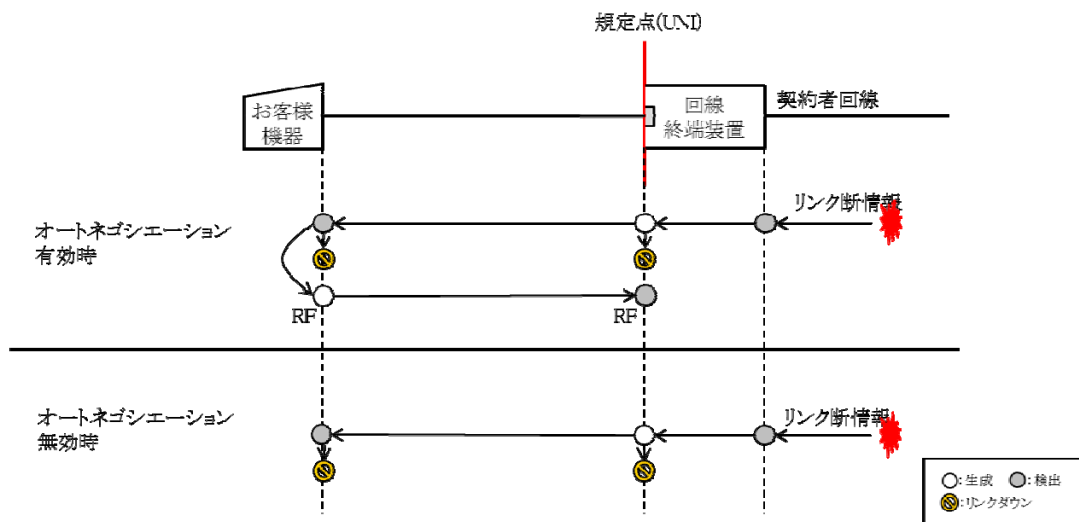 規定点(UNI)
お客様
機器
回線
終端装置
契約者回線
リンク断情報
オートネゴシエーション
有効時
RF
RF
オートネゴシエーション
無効時
リンク断情報
○:生成 ○:検出
:リンクダウン